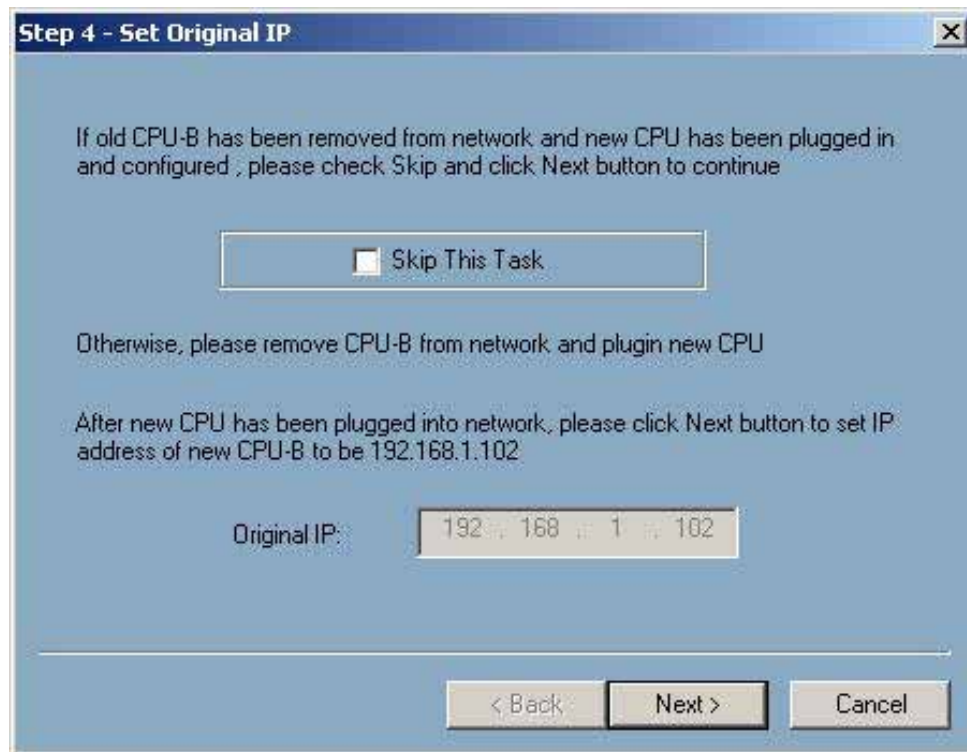 Step 4 - Set Original IP
If old CPU-B has been removed from network and new CPU has been plugged in
and configured , please check Skip and click Next button to continue
Skip This Task
Otherwise, please remove CPU-B from network and plugin new CPU
After new CPU has been plugged into network, please click Next button to set IP
address of new CPU-B to be 192.168.1.102
Original IP: 192 . 168 . 1 . 102
< Back Next > Cancel